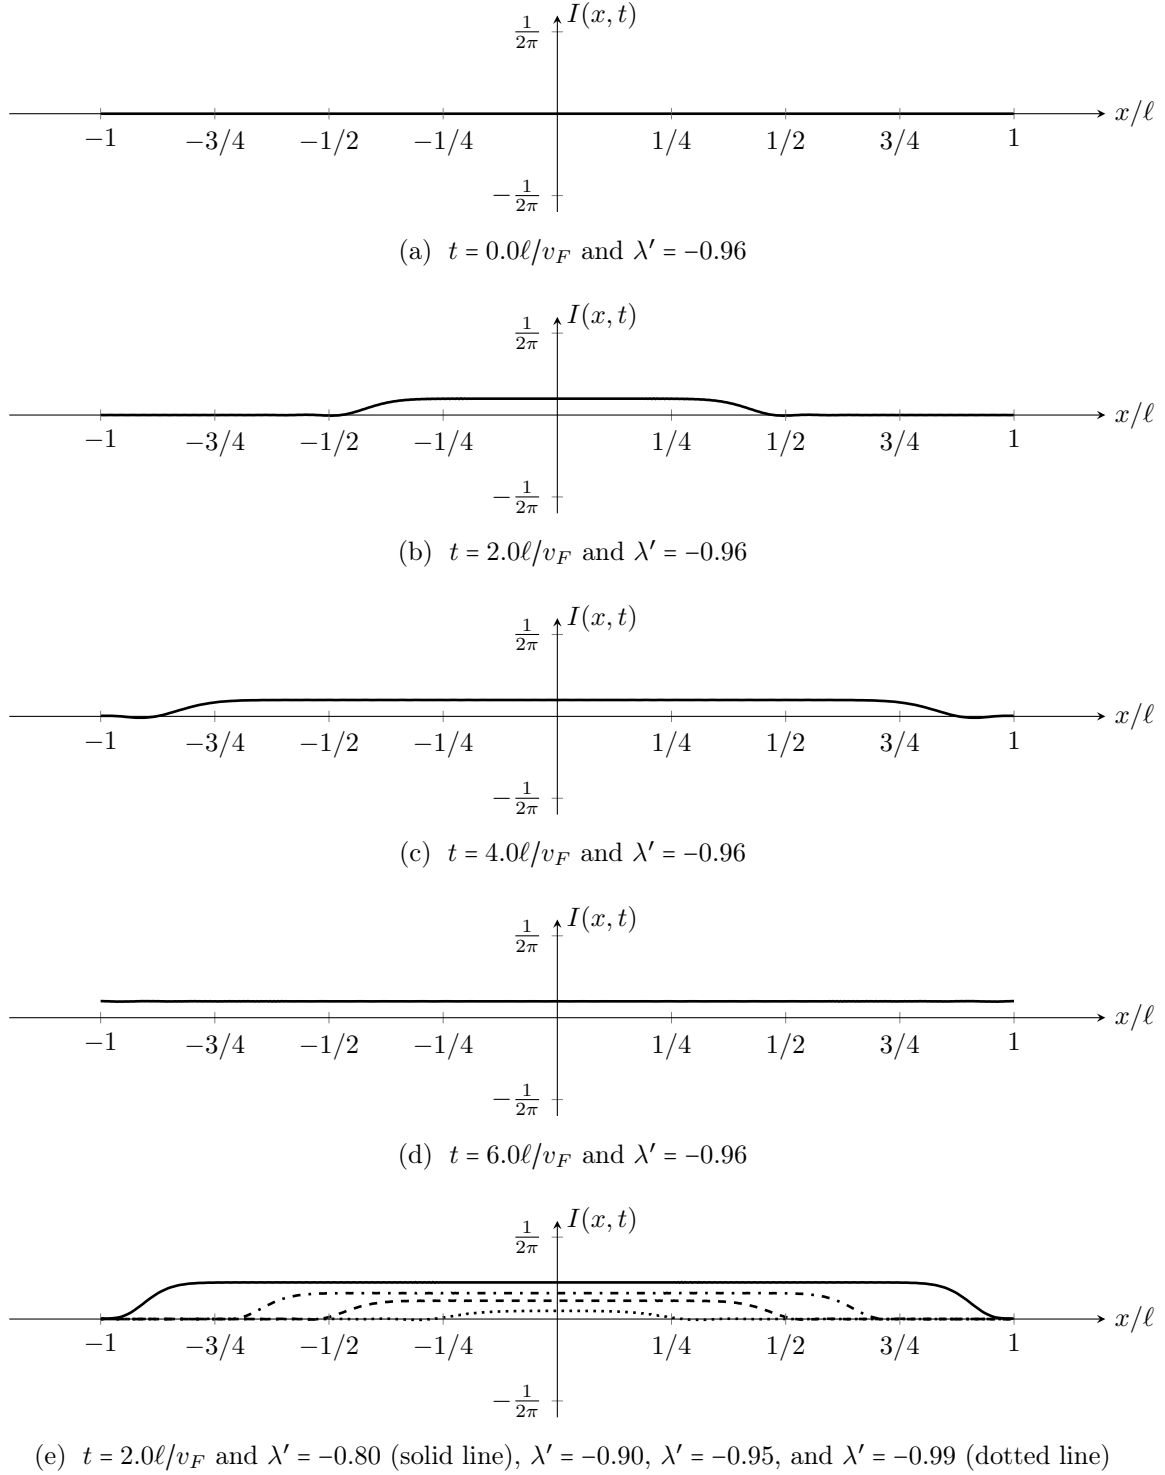 I(x, t)
1/2π
x/ℓ
−1 −3/4 −1/2 −1/4 1/4 1/2 3/4 1
−1/2π
(a) t = 0.0ℓ/v_F and λ′ = −0.96
I(x, t)
1/2π
x/ℓ
−1 −3/4 −1/2 −1/4 1/4 1/2 3/4 1
−1/2π
(b) t = 2.0ℓ/v_F and λ′ = −0.96
I(x, t)
1/2π
x/ℓ
−1 −3/4 −1/2 −1/4 1/4 1/2 3/4 1
−1/2π
(c) t = 4.0ℓ/v_F and λ′ = −0.96
I(x, t)
1/2π
x/ℓ
−1 −3/4 −1/2 −1/4 1/4 1/2 3/4 1
−1/2π
(d) t = 6.0ℓ/v_F and λ′ = −0.96
I(x, t)
1/2π
x/ℓ
−1 −3/4 −1/2 −1/4 1/4 1/2 3/4 1
−1/2π
(e) t = 2.0ℓ/v_F and λ′ = −0.80 (solid line), λ′ = −0.90, λ′ = −0.95, and λ′ = −0.99 (dotted line)